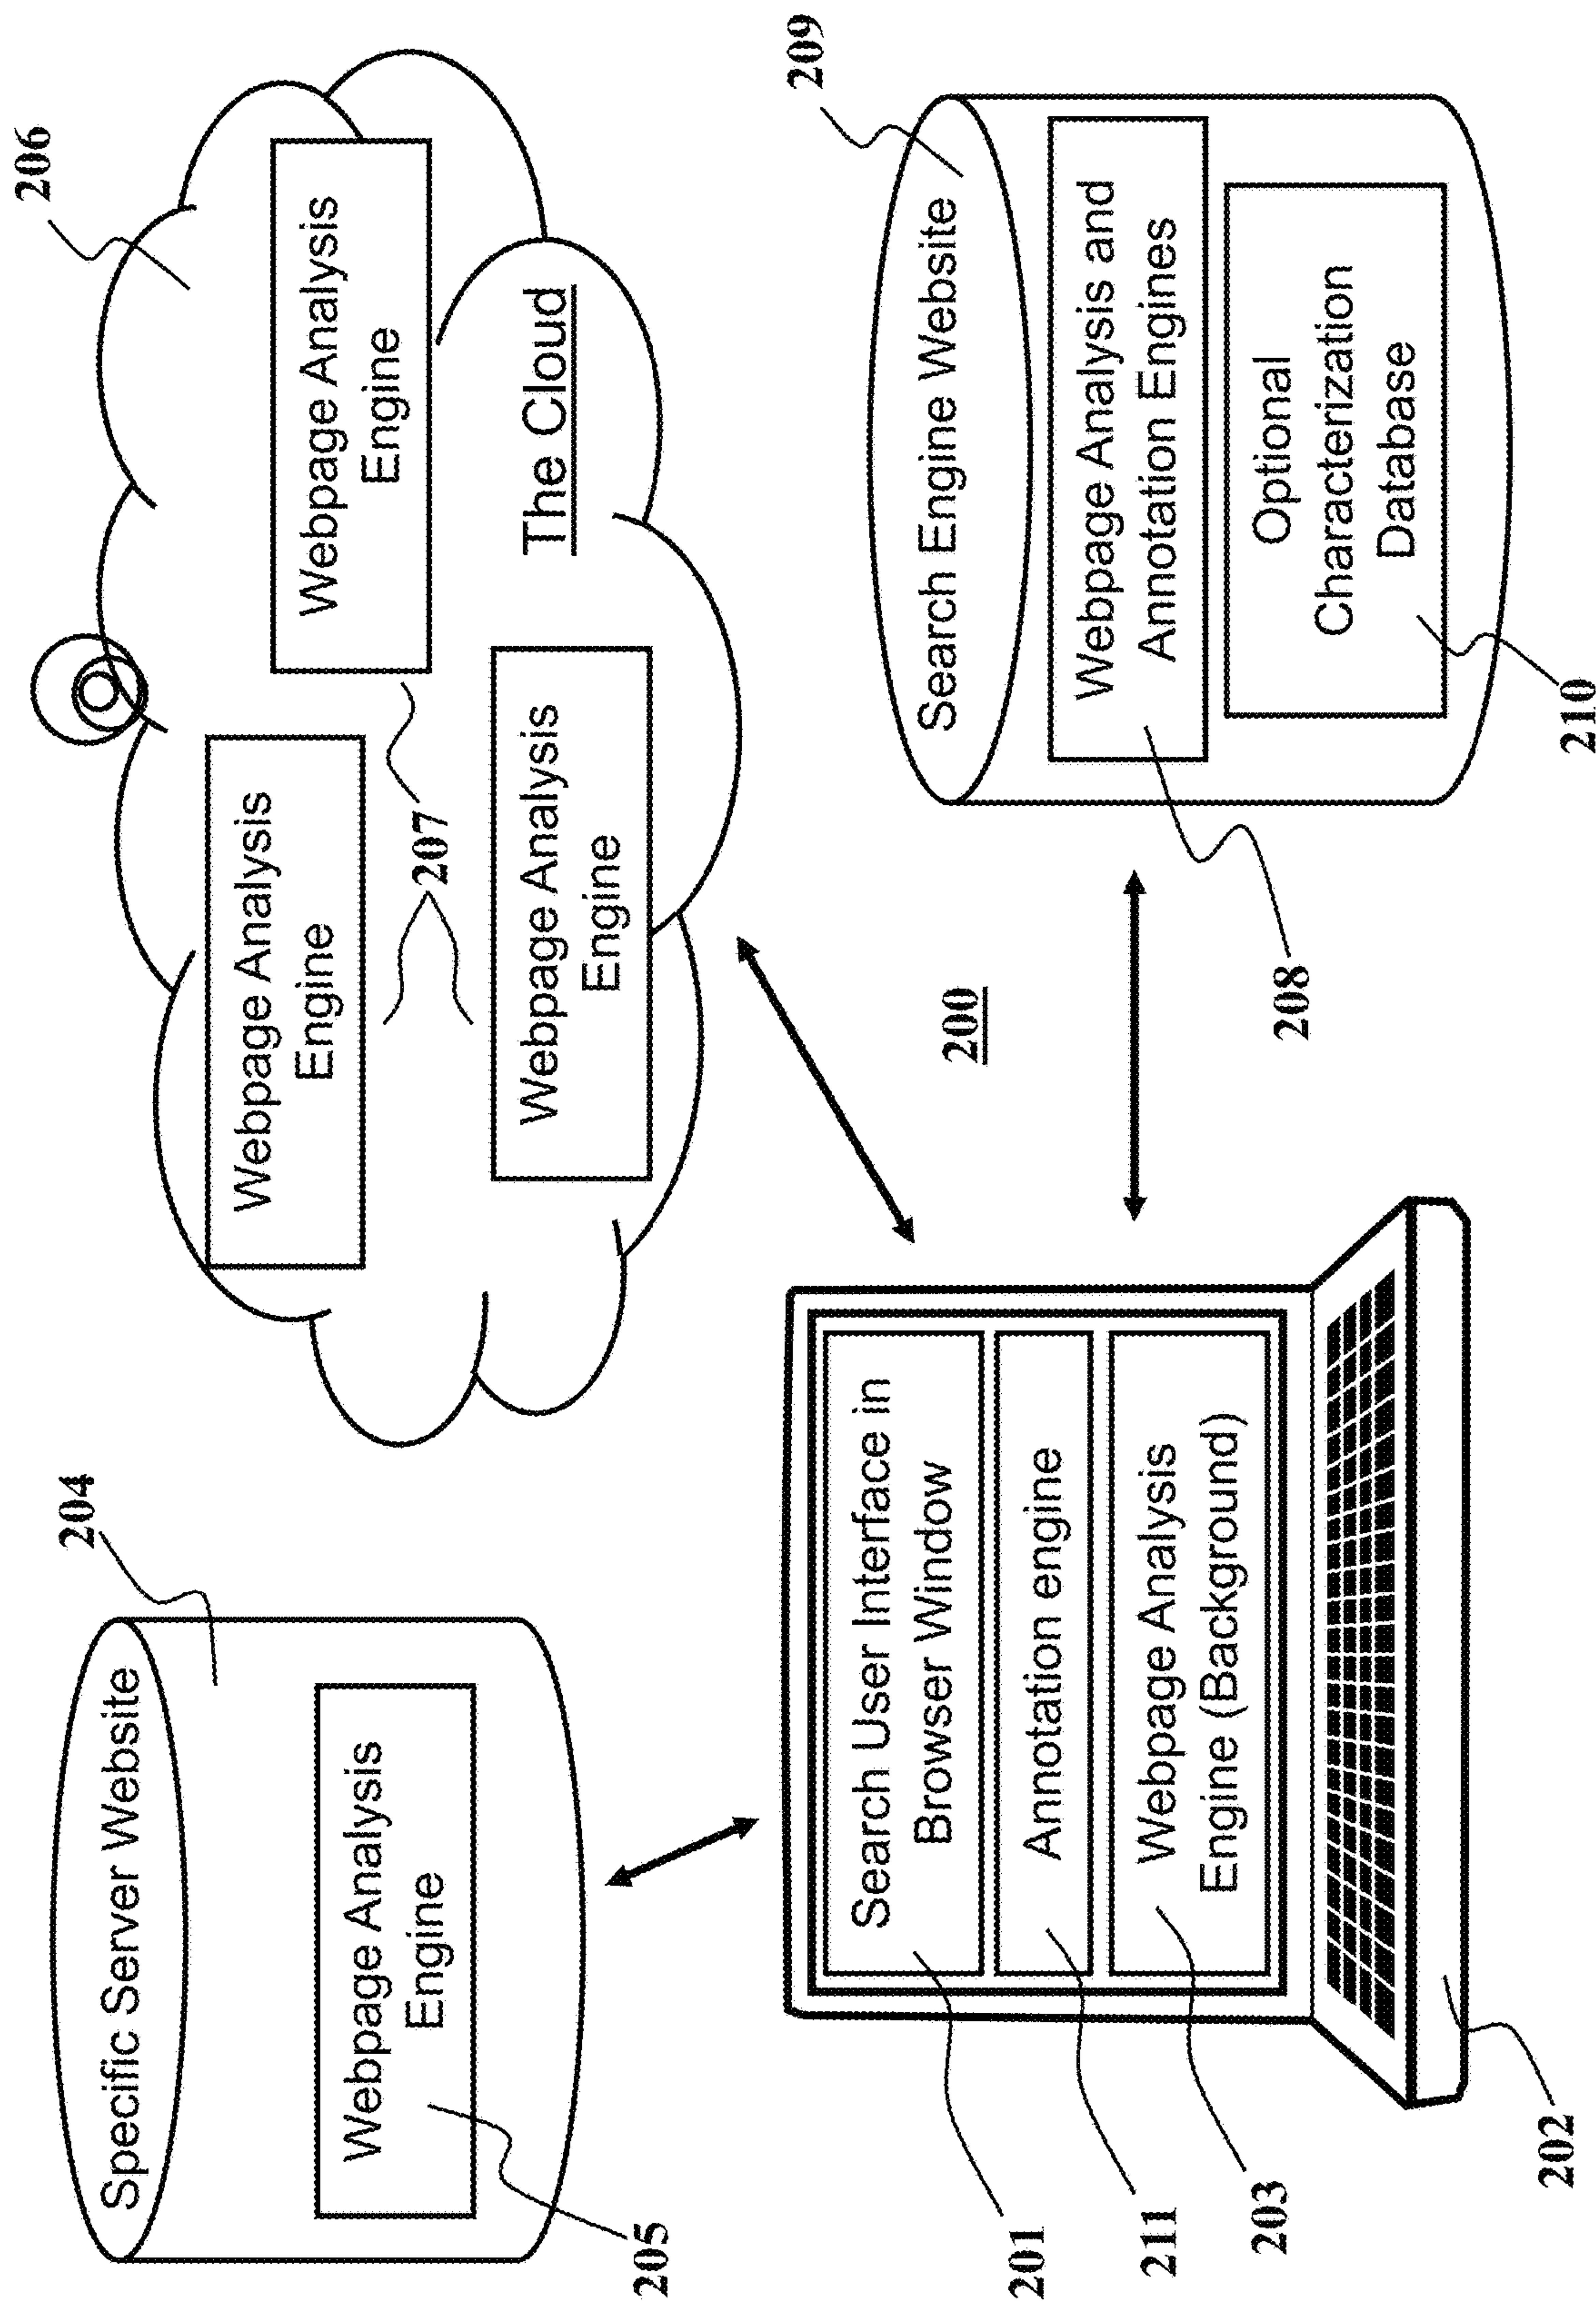 Specific Server Website
204
Webpage Analysis
Engine
205
206
Webpage Analysis
Engine
207
Webpage Analysis
Engine
Webpage Analysis
Engine
The Cloud
Search User Interface in
Browser Window
201
Annotation engine
211
Webpage Analysis
Engine (Background)
203
202
200
209
Search Engine Website
Webpage Analysis and
Annotation Engines
208
Optional
Characterization
Database
210